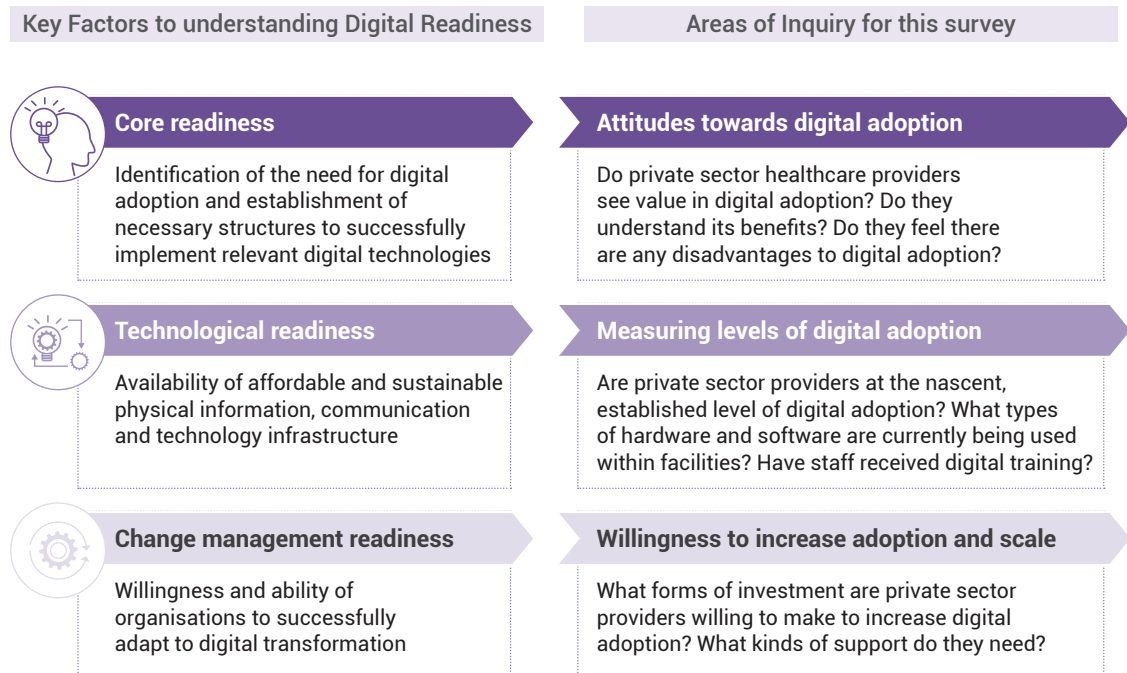 Key Factors to understanding Digital Readiness
Areas of Inquiry for this survey
Core readiness
Identification of the need for digital
adoption and establishment of
necessary structures to successfully
implement relevant digital technologies
Attitudes towards digital adoption
Do private sector healthcare providers
see value in digital adoption? Do they
understand its benefits? Do they feel there
are any disadvantages to digital adoption?
Technological readiness
Availability of affordable and sustainable
physical information, communication
and technology infrastructure
Measuring levels of digital adoption
Are private sector providers at the nascent,
established level of digital adoption? What types
of hardware and software are currently being used
within facilities? Have staff received digital training?
Change management readiness
Willingness and ability of
organisations to successfully
adapt to digital transformation
Willingness to increase adoption and scale
What forms of investment are private sector
providers willing to make to increase digital
adoption? What kinds of support do they need?